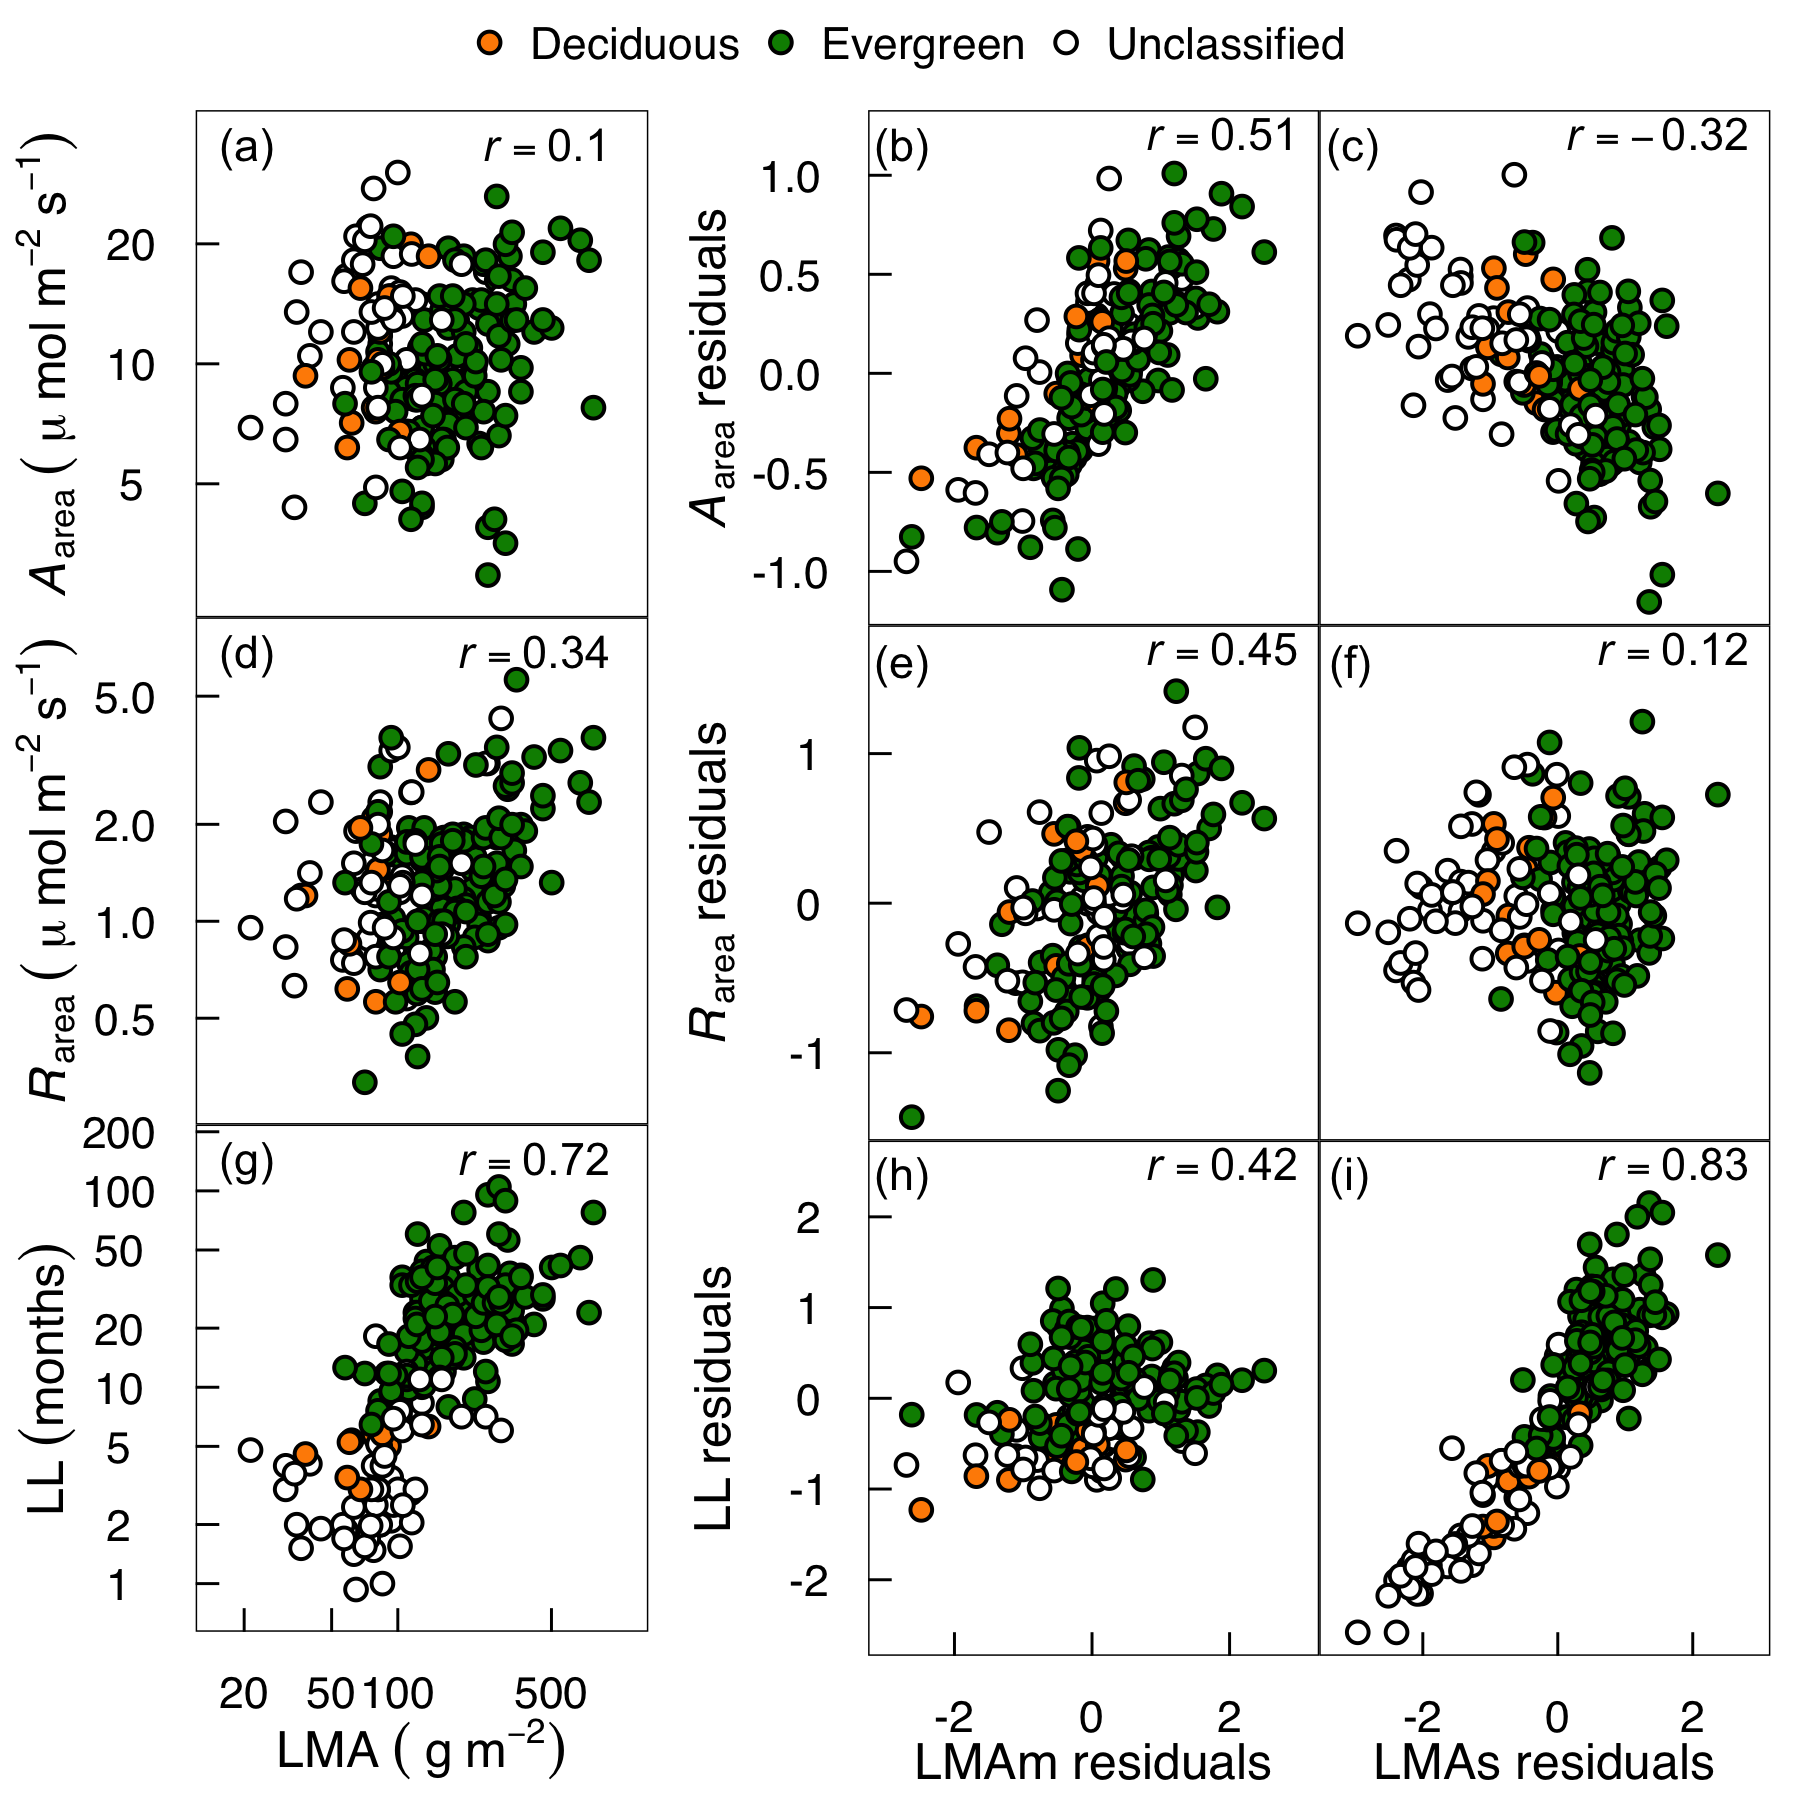 Deciduous Evergreen Unclassified
(a) r = 0.1
A area ( μ mol m−2 s−1)
20
10
5
(b) r = 0.51
(c) r = −0.32
A area residuals
1.0
0.5
0.0
-0.5
-1.0
(d) r = 0.34
R area ( μ mol m−2 s−1)
5.0
2.0
1.0
0.5
(e) r = 0.45
(f) r = 0.12
R area residuals
1
0
-1
(g) r = 0.72
LL (months)
200
100
50
20
10
5
2
1
20 50 100 500
LMA ( g m−2)
(h) r = 0.42
(i) r = 0.83
LL residuals
2
1
0
-1
-2
-2 0 2
-2 0 2
LMAm residuals
LMAs residuals